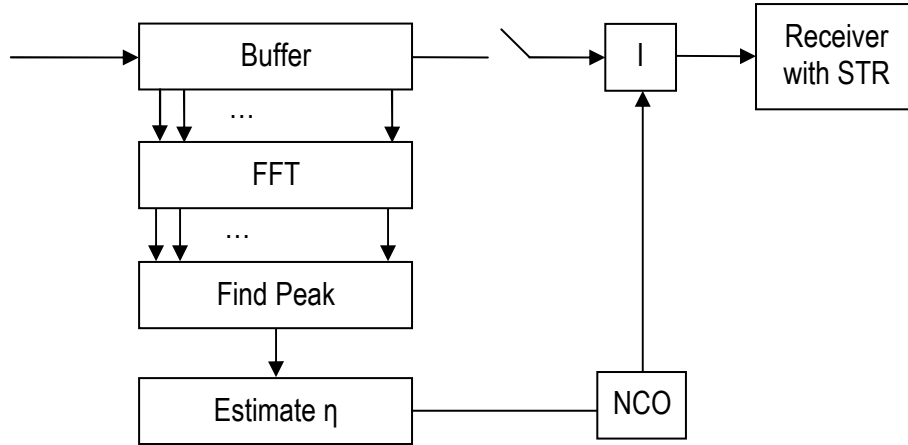 Buffer
I
Receiver
with STR
...
FFT
...
Find Peak
Estimate η
NCO